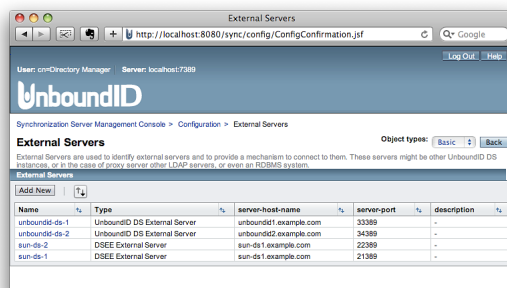 External Servers
http://localhost:8080/sync/config/ConfigConfirmation.jsf
Google
Log Out Help
User: cn=Directory Manager Server: localhost:7389
UnboundID
Synchronization Server Management Console > Configuration > External Servers
External Servers
Object types: Basic Back
External Servers are used to identify external servers and to provide a mechanism to connect to them. These servers might be other UnboundID DS
instances, or in the case of proxy server other LDAP servers, or even an RDBMS system.
External Servers
Add New
Name Type server-host-name server-port description
unboundid-ds-1 UnboundID DS External Server unboundid1.example.com 33389 -
unboundid-ds-2 UnboundID DS External Server unboundid2.example.com 34389 -
sun-ds-2 DSEE External Server sun-ds1.example.com 22389 -
sun-ds-1 DSEE External Server sun-ds1.example.com 21389 -